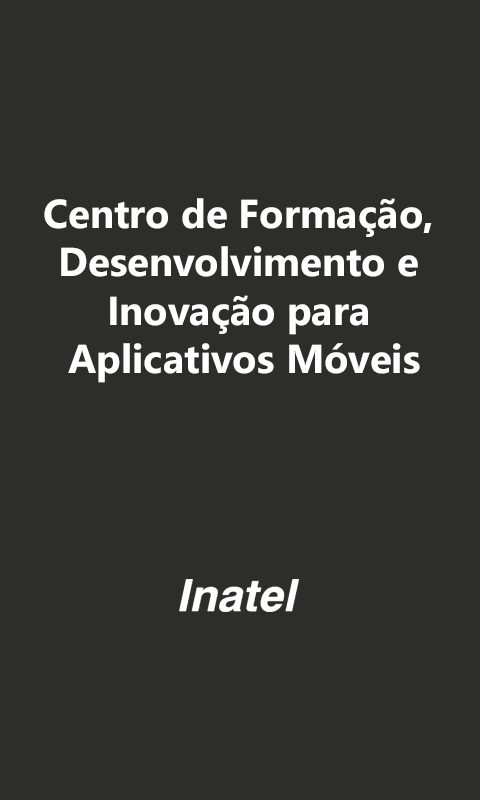 Centro de Formação,
Desenvolvimento e
Inovação para
Aplicativos Móveis
Inatel